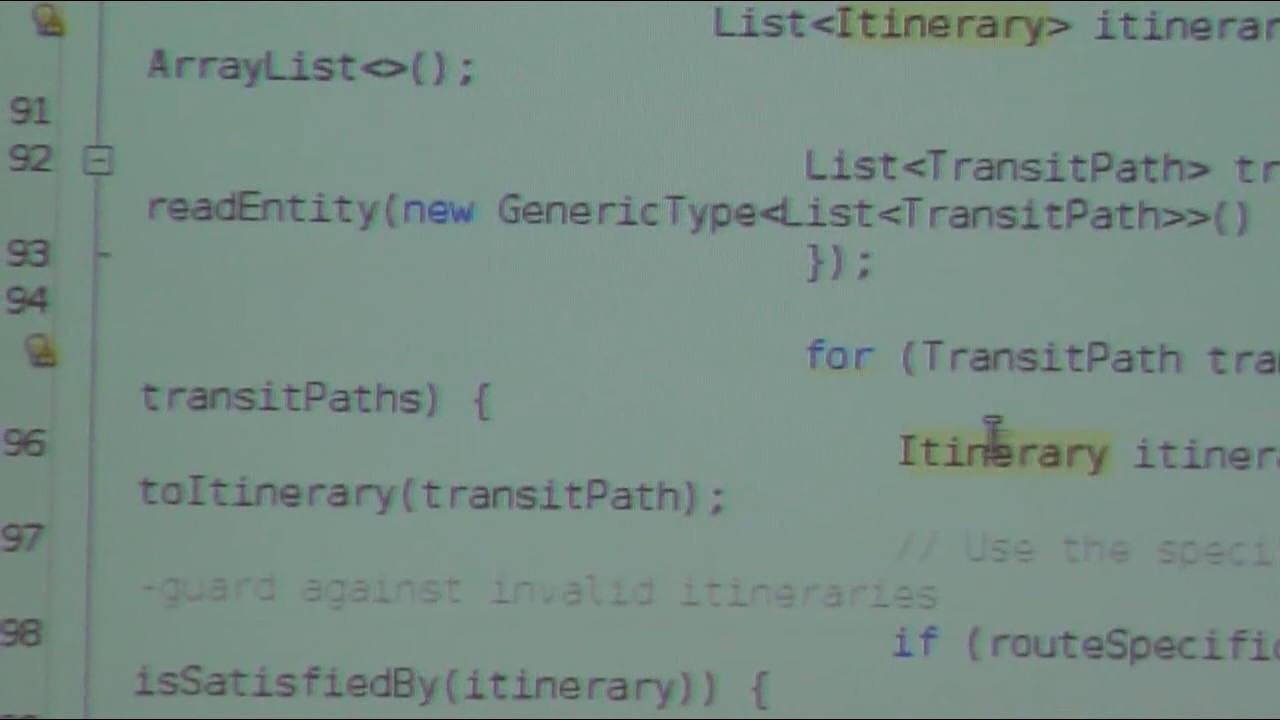 List<Itinerary> itinerar
ArrayList<>();
91
92 List<TransitPath> tr
readEntity(new GenericType<List<TransitPath>>()
93 });
94
for (TransitPath tra
transitPaths) {
96 Itinerary itinera
toItinerary(transitPath);
97 // Use the speci
-guard against invalid itineraries
98 if (routeSpecific
isSatisfiedBy(itinerary)) {